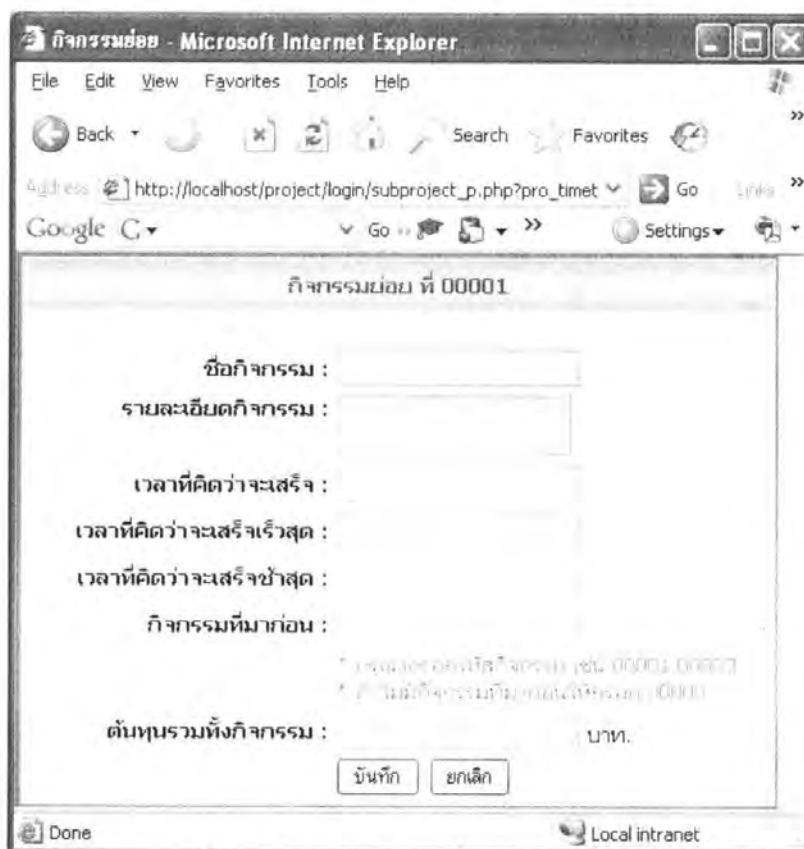 กิจกรรมย่อย - Microsoft Internet Explorer
File Edit View Favorites Tools Help
Back Search Favorites
Address http://localhost/project/login/subproject_p.php?pro_timet Go Links
Google G Go Settings
กิจกรรมย่อย ที่ 00001
ชื่อกิจกรรม :
รายละเอียดกิจกรรม :
เวลาที่คิดว่าจะเสร็จ :
เวลาที่คิดว่าจะเสร็จเร็วสุด :
เวลาที่คิดว่าจะเสร็จช้าสุด :
กิจกรรมที่มาก่อน :
ต้นทุนรวมทั้งกิจกรรม : บาท.
บันทึก ยกเลิก
Done Local intranet